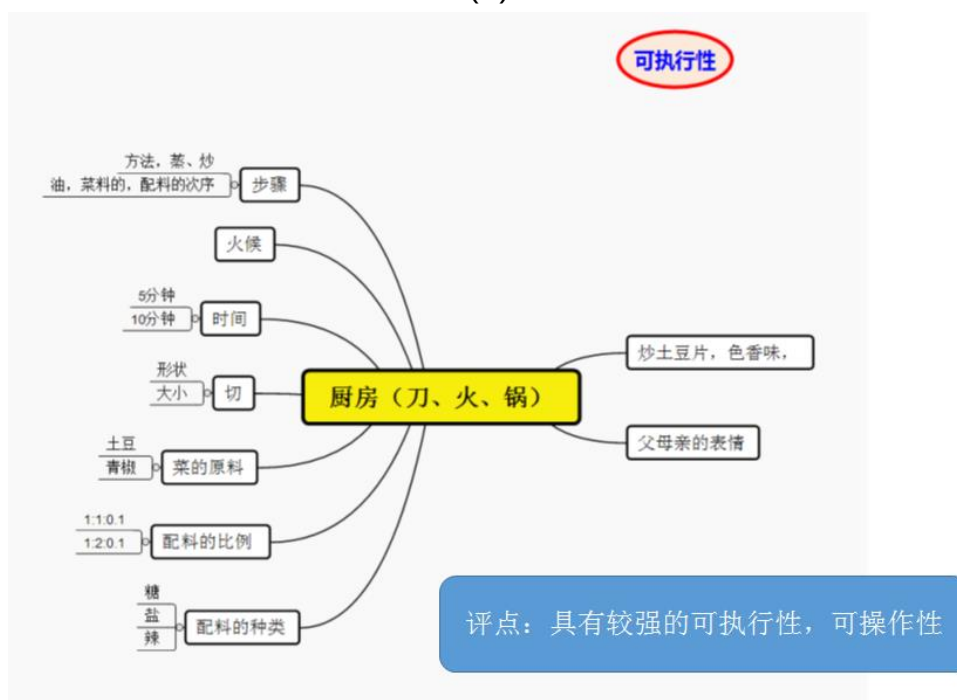 可执行性
方法，蒸、炒
油，菜料的，配料的次序
步骤
火候
5分钟
10分钟
时间
形状
大小
切
土豆
青椒
菜的原料
1:1:0.1
1:2:0.1
配料的比例
糖
盐
辣
配料的种类
厨房（刀、火、锅）
炒土豆片，色香味，
父母亲的表情
评点：具有较强的可执行性，可操作性